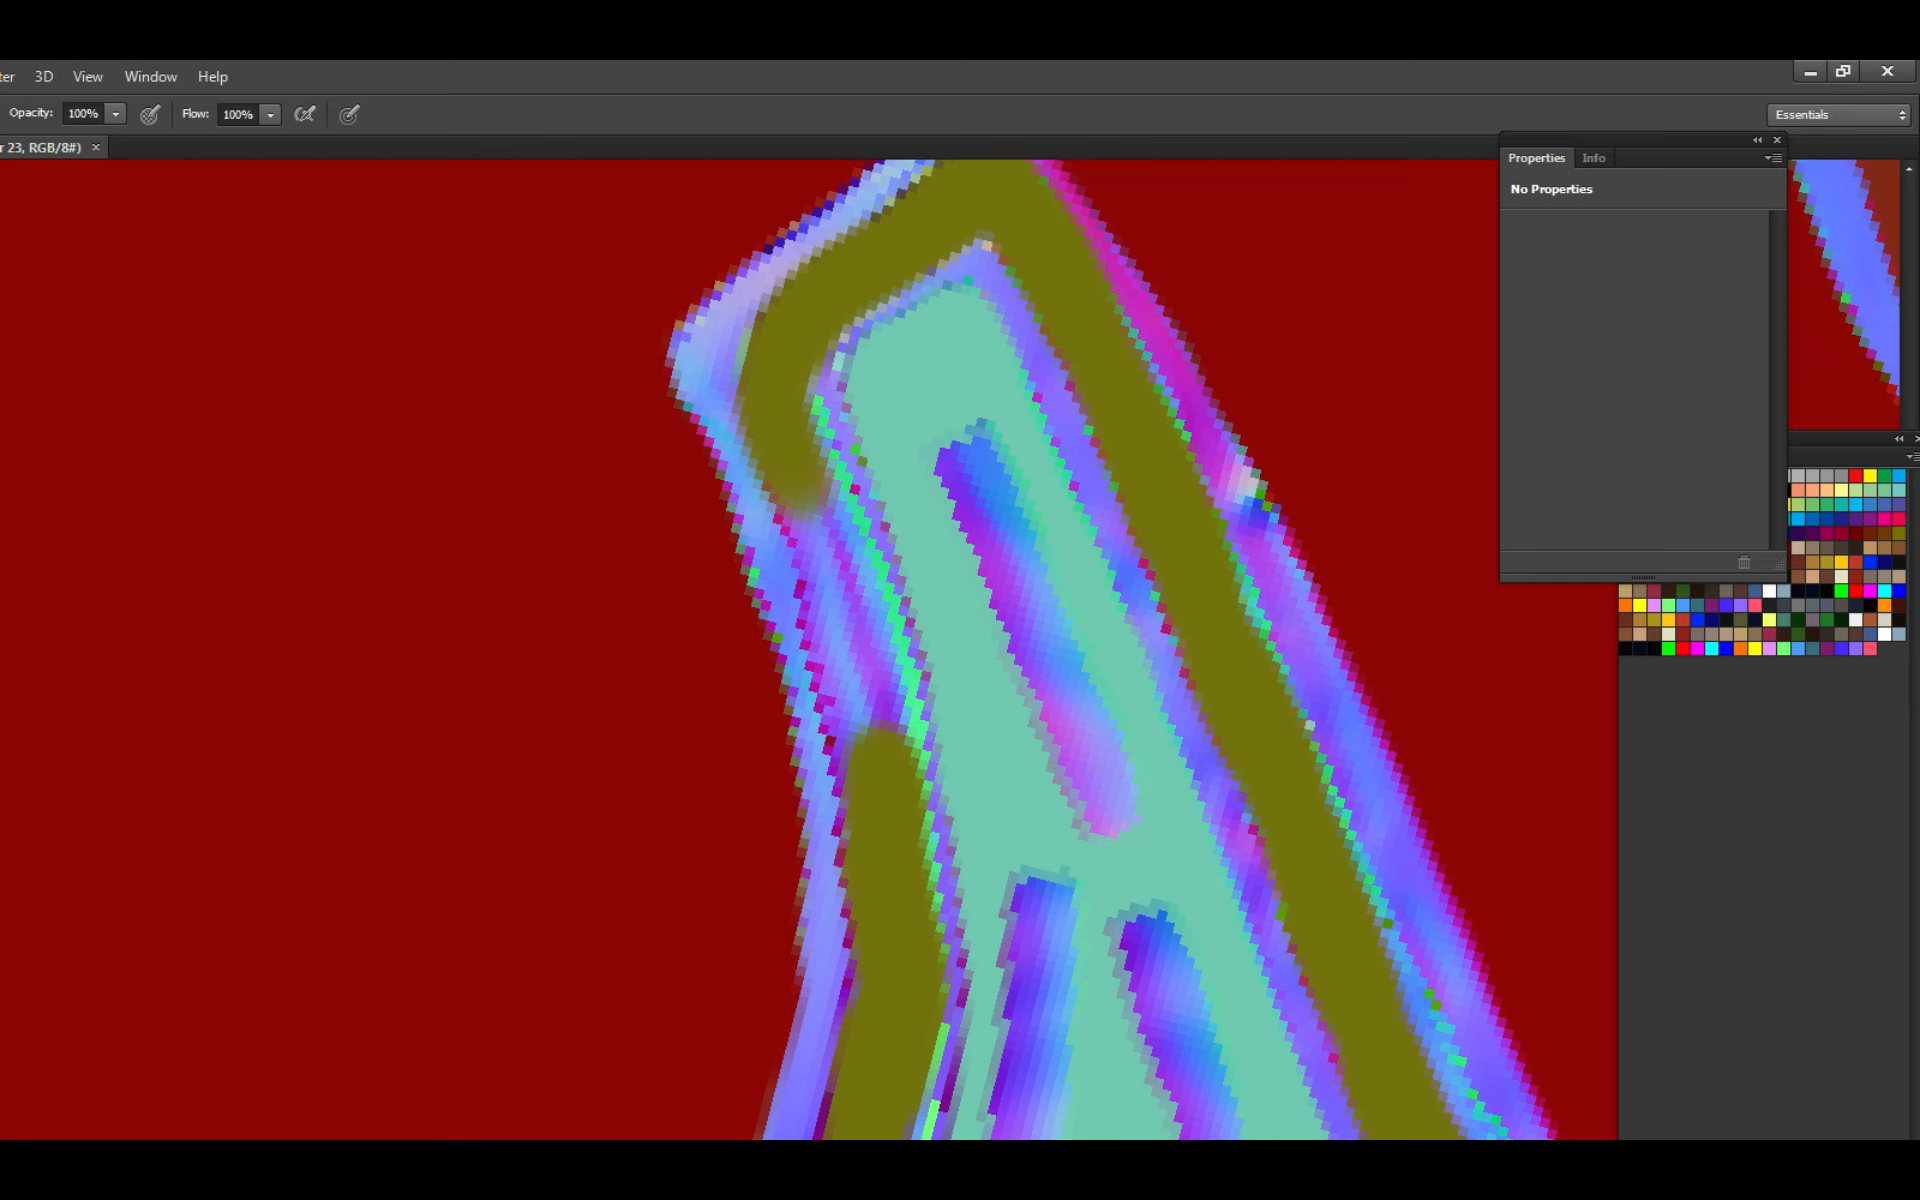 ter 3D View Window Help
Opacity: 100% Flow: 100% Essentials
r 23, RGB/8#) ×
Properties Info
No Properties